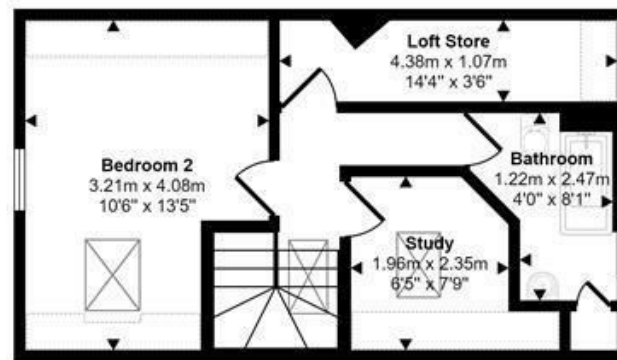 Loft Store
4.38m x 1.07m
14'4" x 3'6"
Bedroom 2
3.21m x 4.08m
10'6" x 13'5"
Bathroom
1.22m x 2.47m
4'0" x 8'1"
Study
1.96m x 2.35m
6'5" x 7'9"